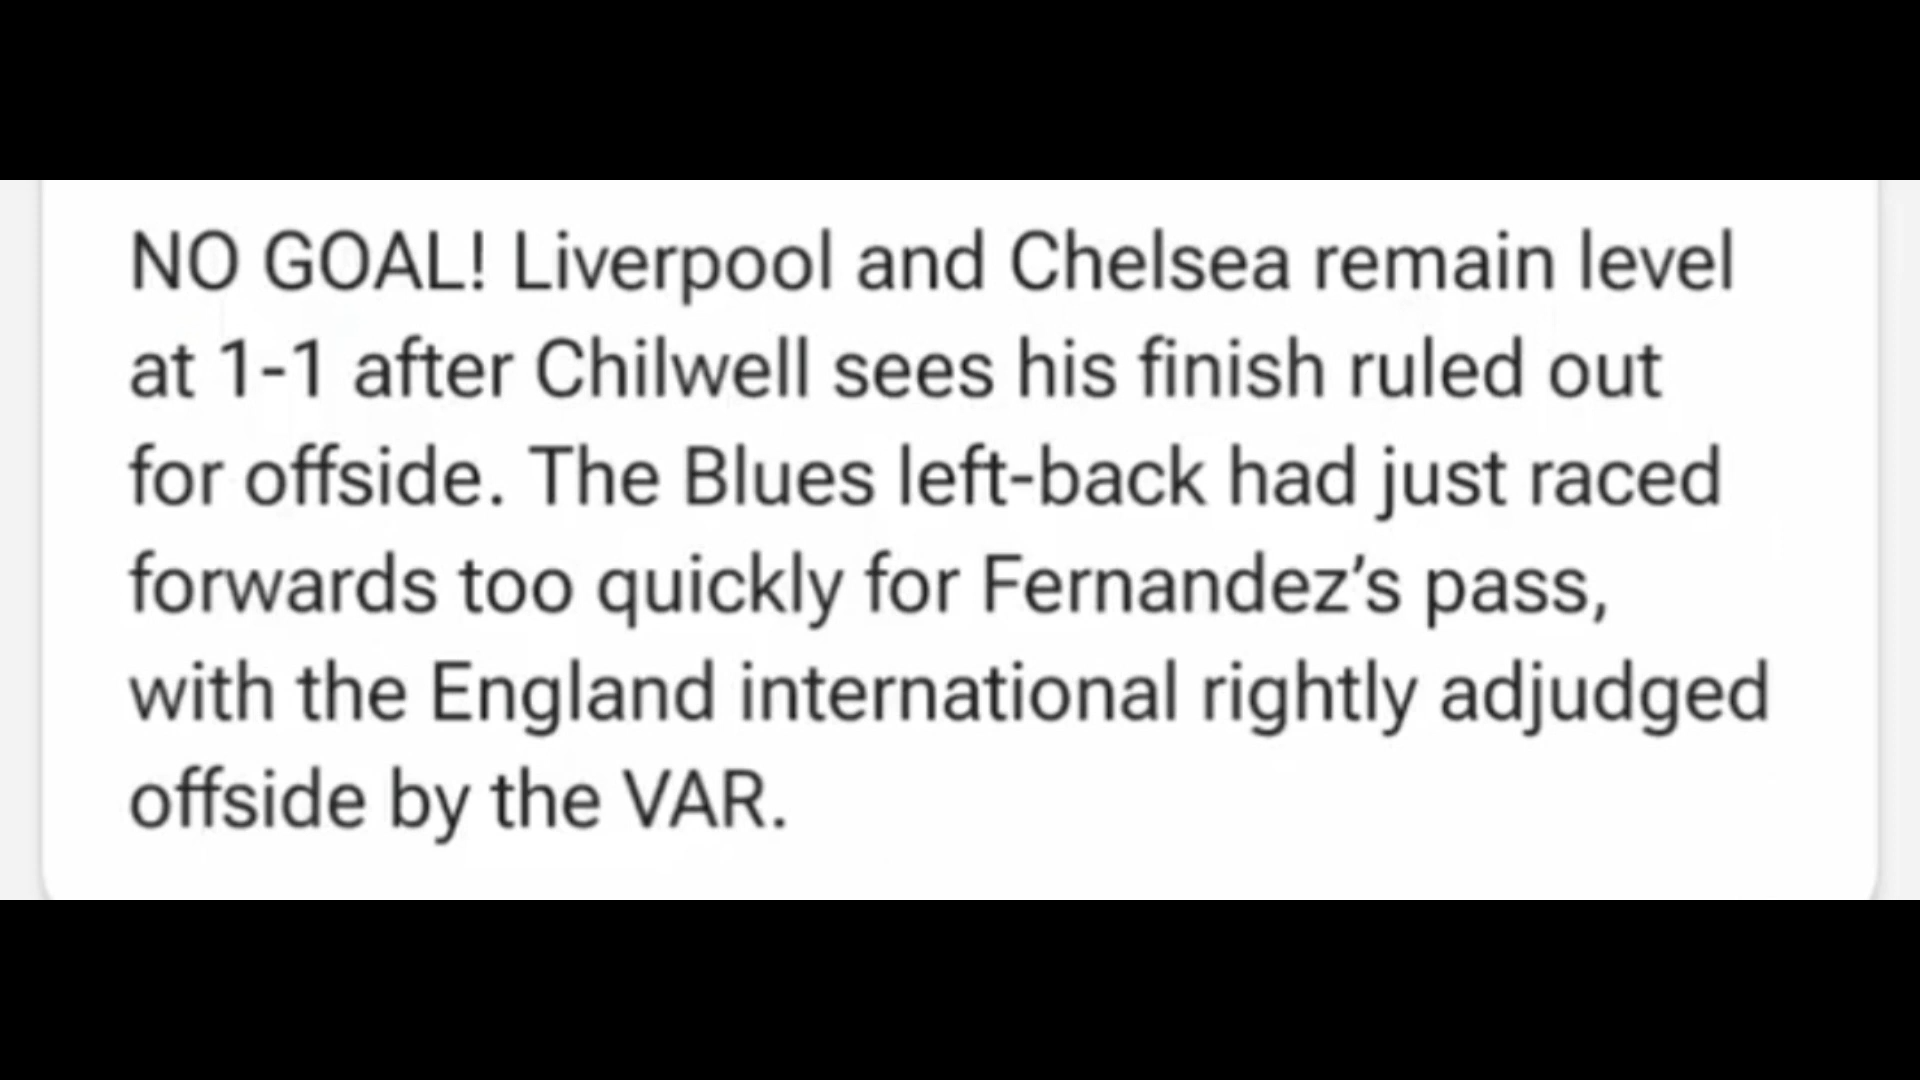 NO GOAL! Liverpool and Chelsea remain level
at 1-1 after Chilwell sees his finish ruled out
for offside. The Blues left-back had just raced
forwards too quickly for Fernandez’s pass,
with the England international rightly adjudged
offside by the VAR.